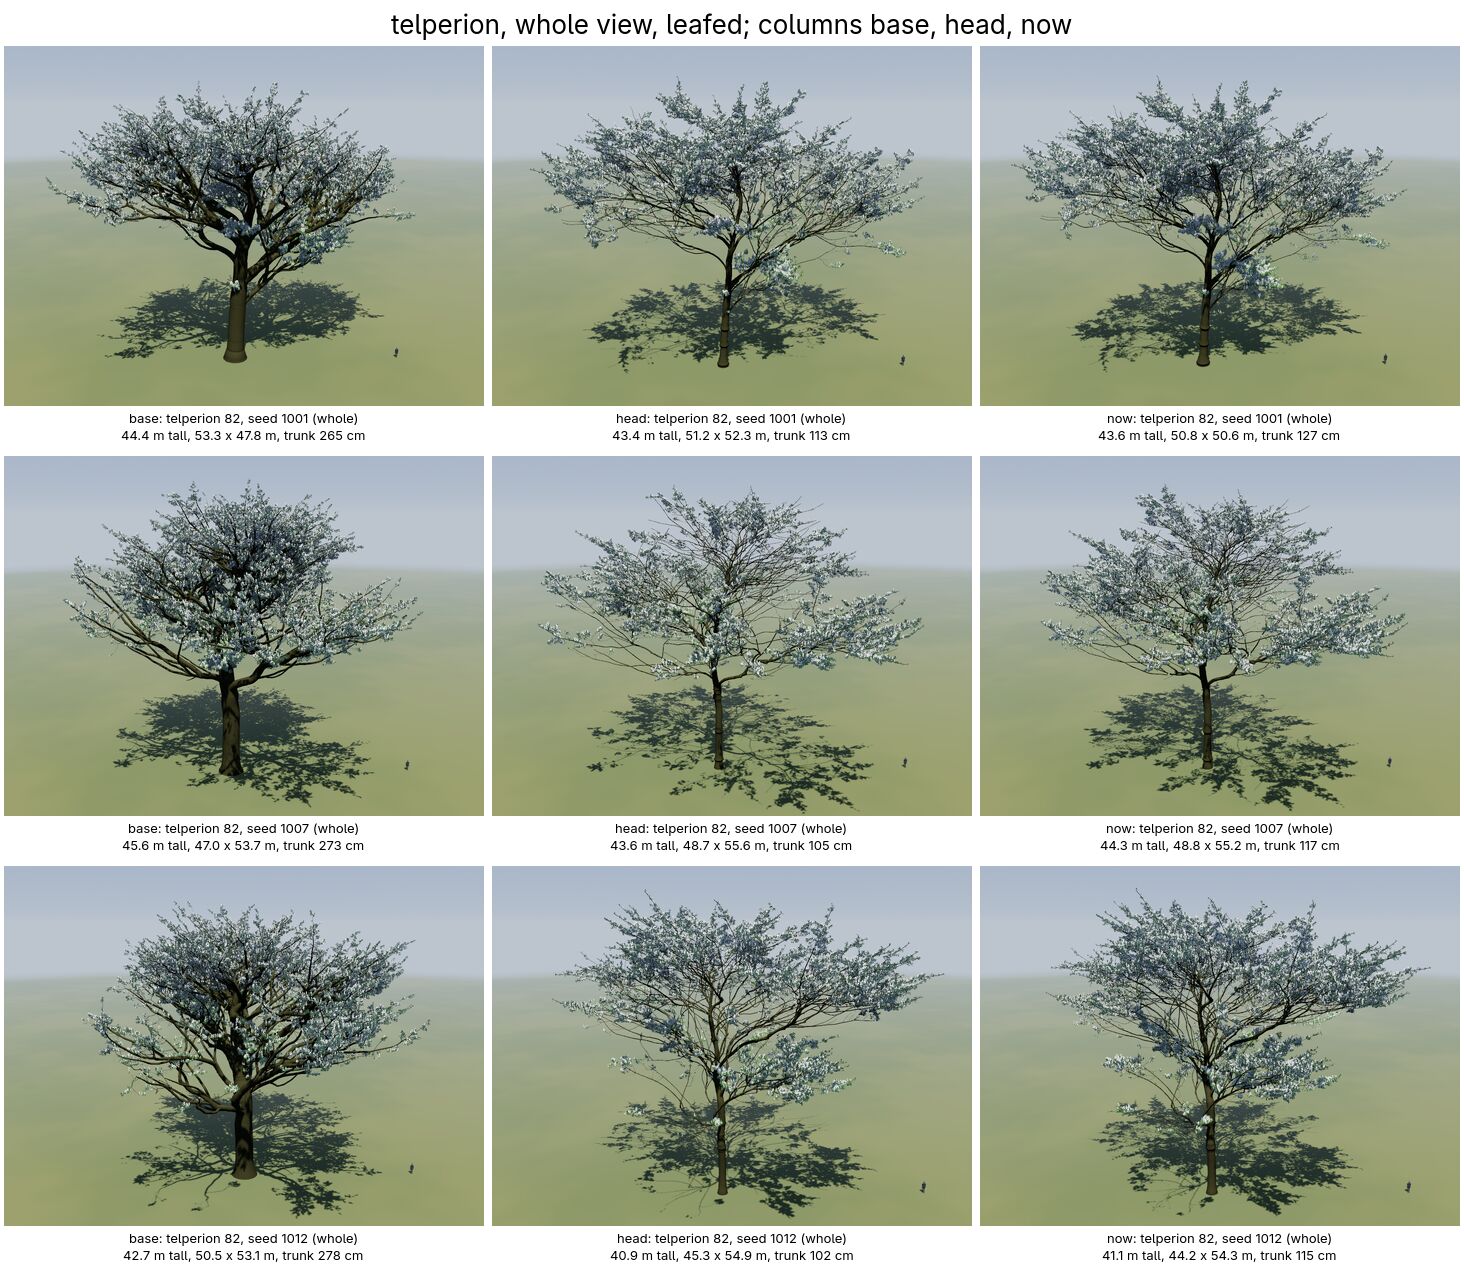 telperion, whole view, leafed; columns base, head, now
base: telperion 82, seed 1001 (whole)
44.4 m tall, 53.3 x 47.8 m, trunk 265 cm
head: telperion 82, seed 1001 (whole)
43.4 m tall, 51.2 x 52.3 m, trunk 113 cm
now: telperion 82, seed 1001 (whole)
43.6 m tall, 50.8 x 50.6 m, trunk 127 cm
base: telperion 82, seed 1007 (whole)
45.6 m tall, 47.0 x 53.7 m, trunk 273 cm
head: telperion 82, seed 1007 (whole)
43.6 m tall, 48.7 x 55.6 m, trunk 105 cm
now: telperion 82, seed 1007 (whole)
44.3 m tall, 48.8 x 55.2 m, trunk 117 cm
base: telperion 82, seed 1012 (whole)
42.7 m tall, 50.5 x 53.1 m, trunk 278 cm
head: telperion 82, seed 1012 (whole)
40.9 m tall, 45.3 x 54.9 m, trunk 102 cm
now: telperion 82, seed 1012 (whole)
41.1 m tall, 44.2 x 54.3 m, trunk 115 cm